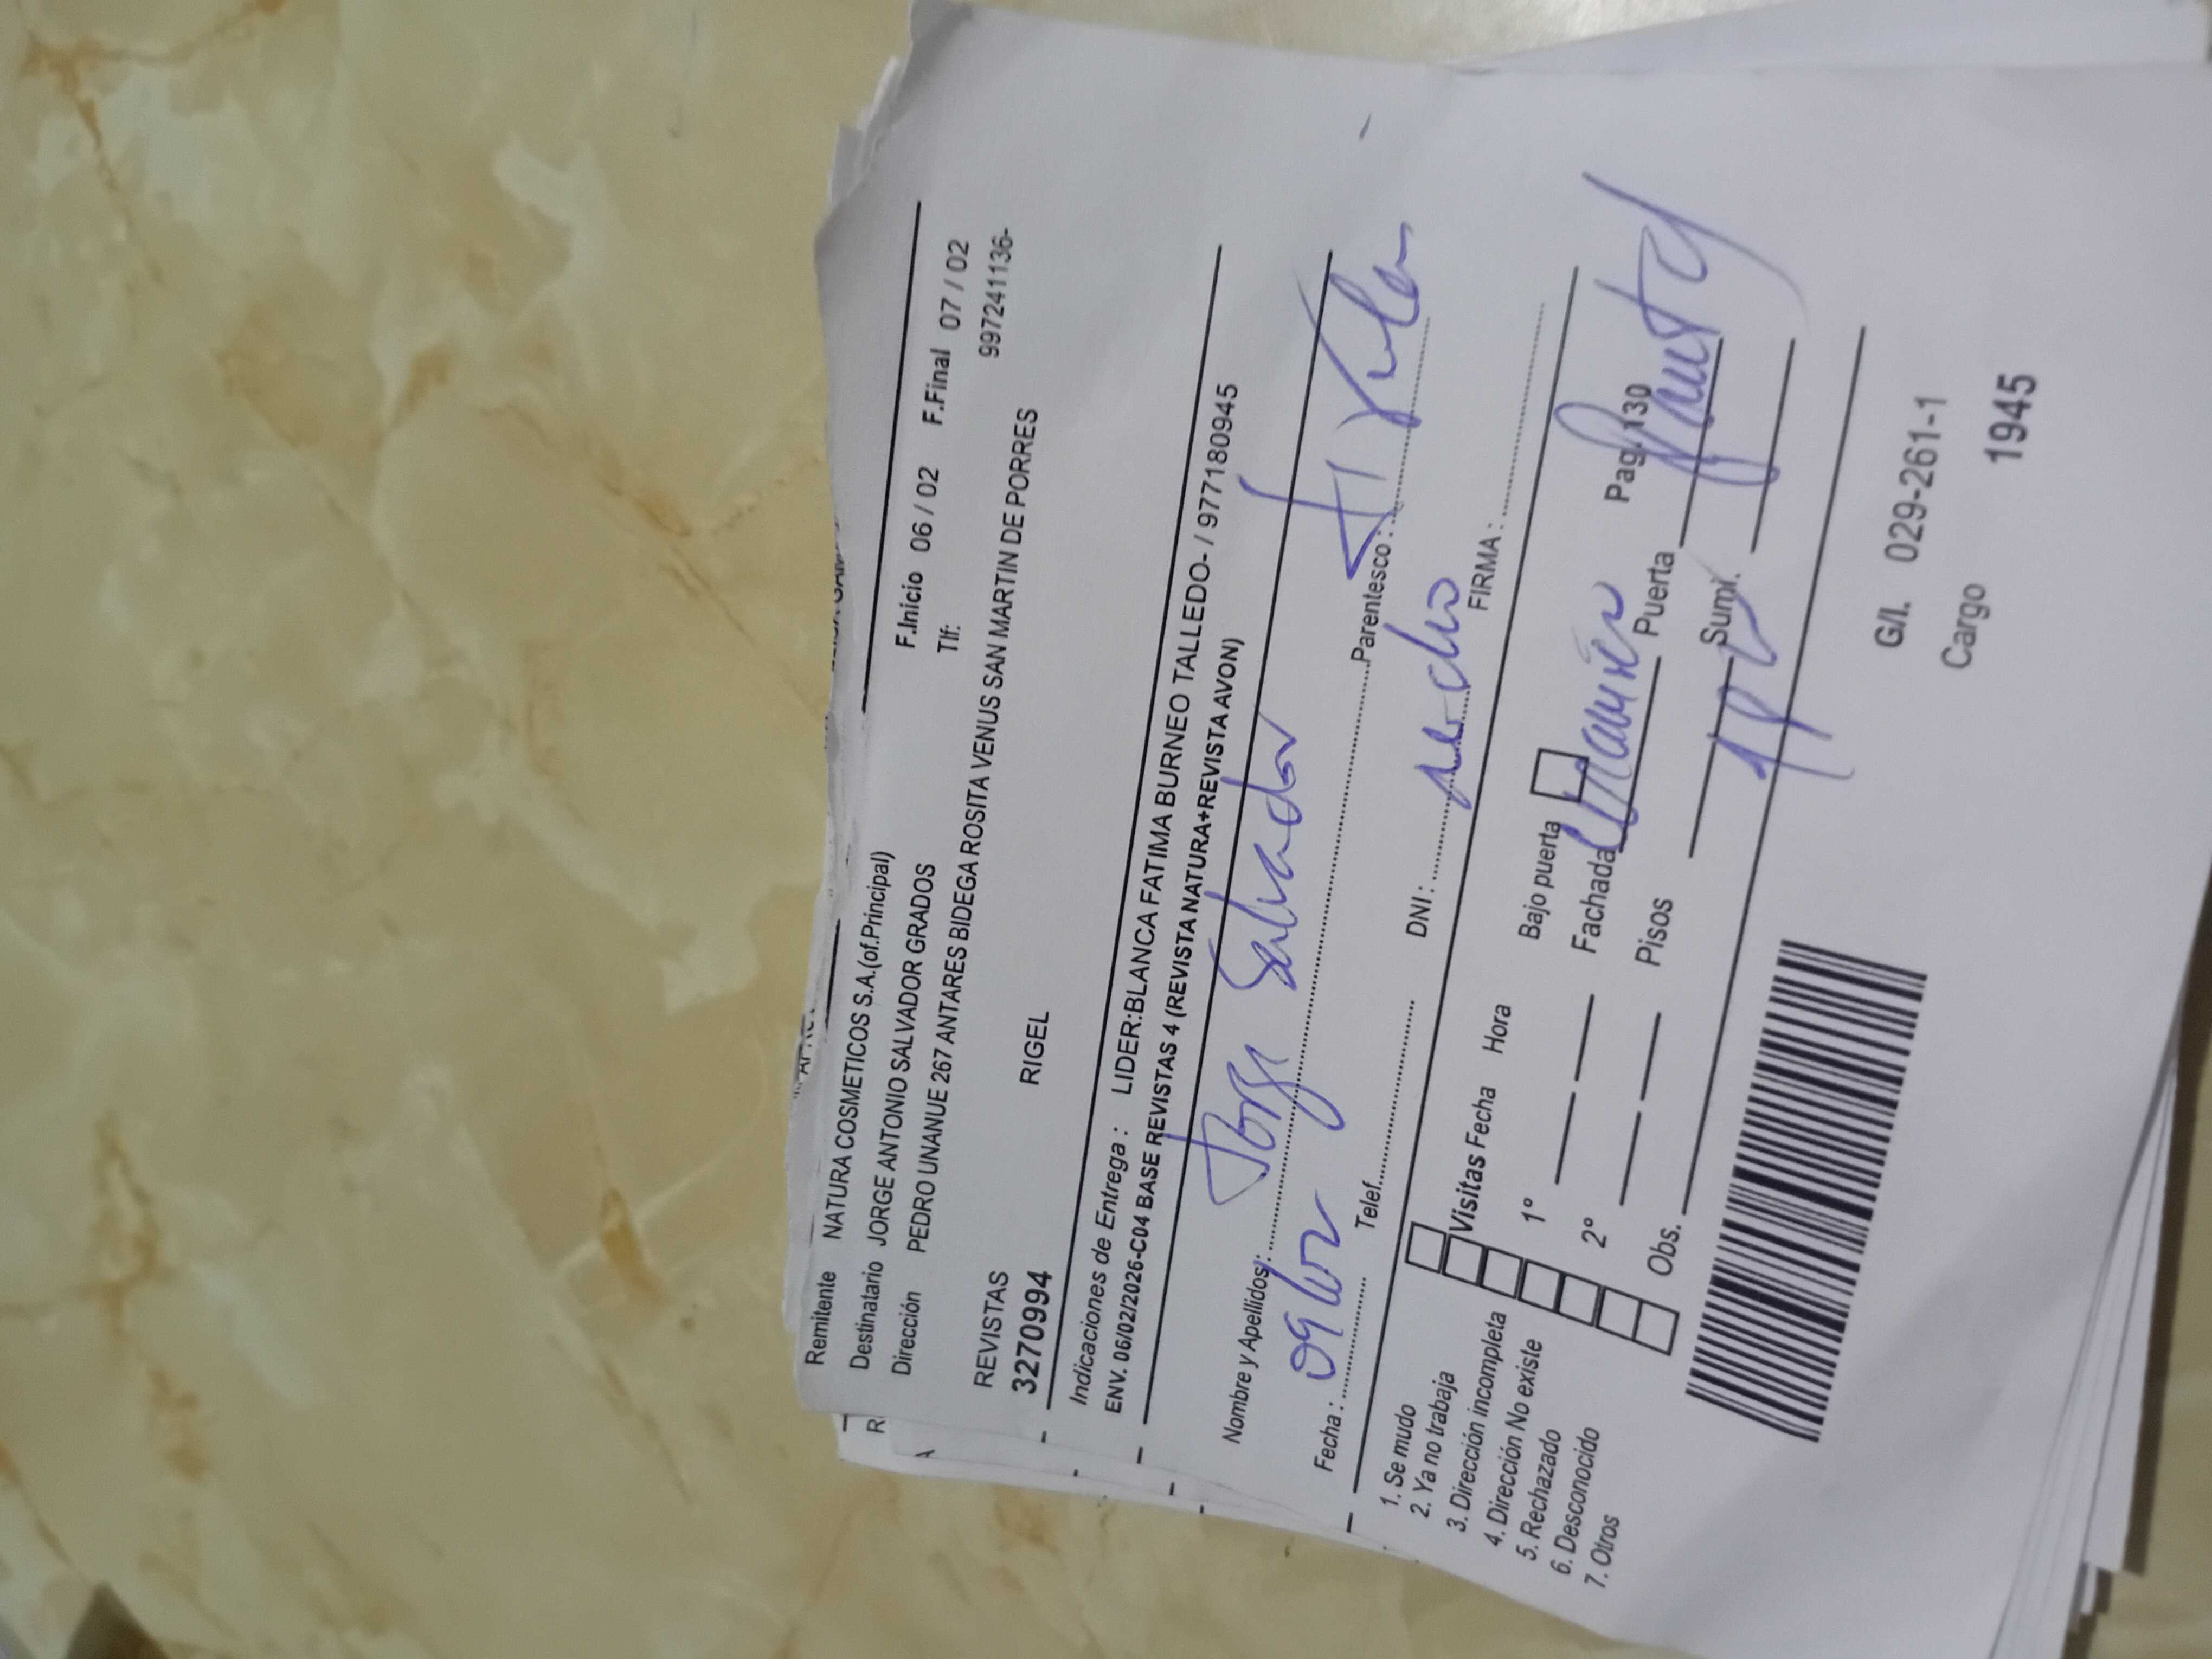 Remitente NATURA COSMETICOS S.A.(of.Principal)
Destinatario JORGE ANTONIO SALVADOR GRADOS F.Inicio 06 / 02 F.Final 07 / 02
Dirección PEDRO UNANUE 267 ANTARES BIDEGA ROSITA VENUS SAN MARTIN DE PORRES Tlf: 997241136-
REVISTAS
32270994 RIGEL
Indicaciones de Entrega : LIDER:BLANCA FATIMA BURNEO TALLEDO- / 977180945
ENV. 06/02/2026-C04 BASE REVISTAS 4 (REVISTA NATURA+REVISTA AVON)
Nombre y Apellidos: Jorge Salvador Parentesco :
Fecha : Telef. DNI : FIRMA :
1. Se mudo
2. Ya no trabaja
3. Dirección incompleta
4. Dirección No existe
5. Rechazado
6. Desconocido
7. Otros
Visitas Fecha Hora Bajo puerta Pag. 130
1° Fachada Puerta
2° Pisos Sumi.
Obs.
G/I. 029-261-1
Cargo 1945